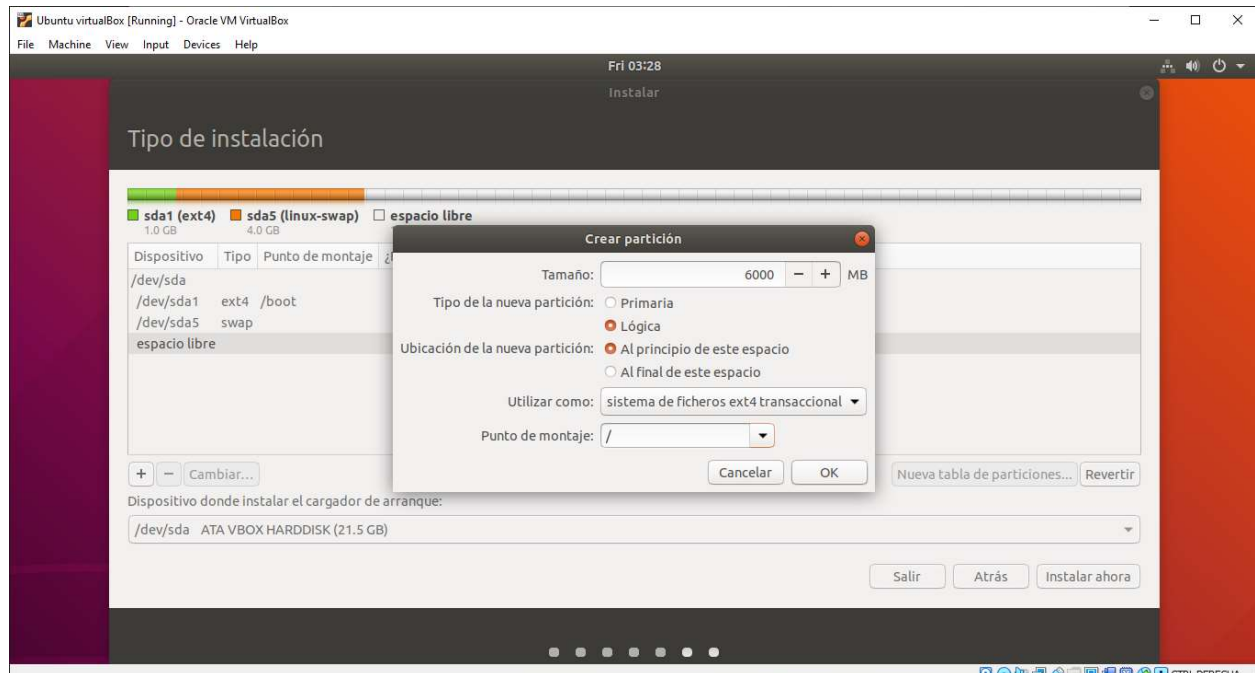 Ubuntu virtualBox [Running] - Oracle VM VirtualBox
File Machine View Input Devices Help
Fri 03:28
Instalar
Tipo de instalación
sda1 (ext4) sda5 (linux-swap) espacio libre
1.0 GB 4.0 GB
Crear partición
Dispositivo Tipo Punto de montaje
Tamaño: 6000 − + MB
/dev/sda
Tipo de la nueva partición: Primaria
/dev/sda1 ext4 /boot
Lógica
/dev/sda5 swap
espacio libre
Ubicación de la nueva partición: Al principio de este espacio
Al final de este espacio
Utilizar como: sistema de ficheros ext4 transaccional
Punto de montaje: /
Cancelar OK
+ − Cambiar... Nueva tabla de particiones... Revertir
Dispositivo donde instalar el cargador de arranque:
/dev/sda ATA VBOX HARDDISK (21.5 GB)
Salir Atrás Instalar ahora